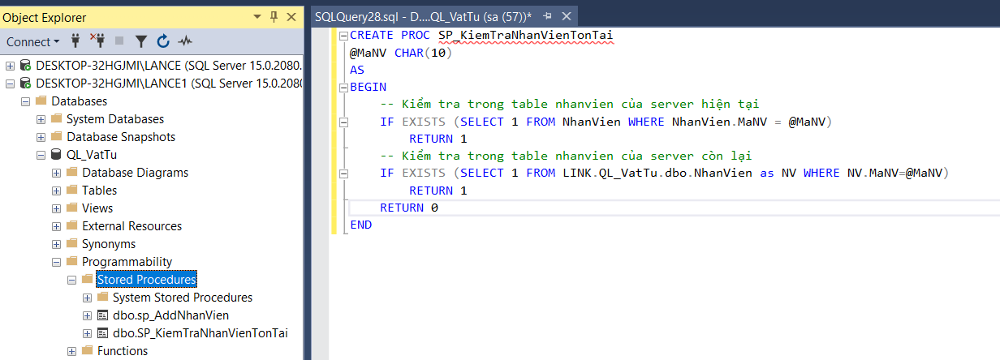 Object Explorer
Connect
DESKTOP-32HGJMI\LANCE (SQL Server 15.0.2080.
DESKTOP-32HGJMI\LANCE1 (SQL Server 15.0.2080
Databases
System Databases
Database Snapshots
QL_VatTu
Database Diagrams
Tables
Views
External Resources
Synonyms
Programmability
Stored Procedures
System Stored Procedures
dbo.sp_AddNhanVien
dbo.SP_KiemTraNhanVienTonTai
Functions
SQLQuery28.sql - D....QL_VatTu (sa (57))*
CREATE PROC SP_KiemTraNhanVienTonTai
@MaNV CHAR(10)
AS
BEGIN
-- Kiểm tra trong table nhanvien của server hiện tại
IF EXISTS (SELECT 1 FROM NhanVien WHERE NhanVien.MaNV = @MaNV)
RETURN 1
-- Kiểm tra trong table nhanvien của server còn lại
IF EXISTS (SELECT 1 FROM LINK.QL_VatTu.dbo.NhanVien as NV WHERE NV.MaNV=@MaNV)
RETURN 1
RETURN 0
END